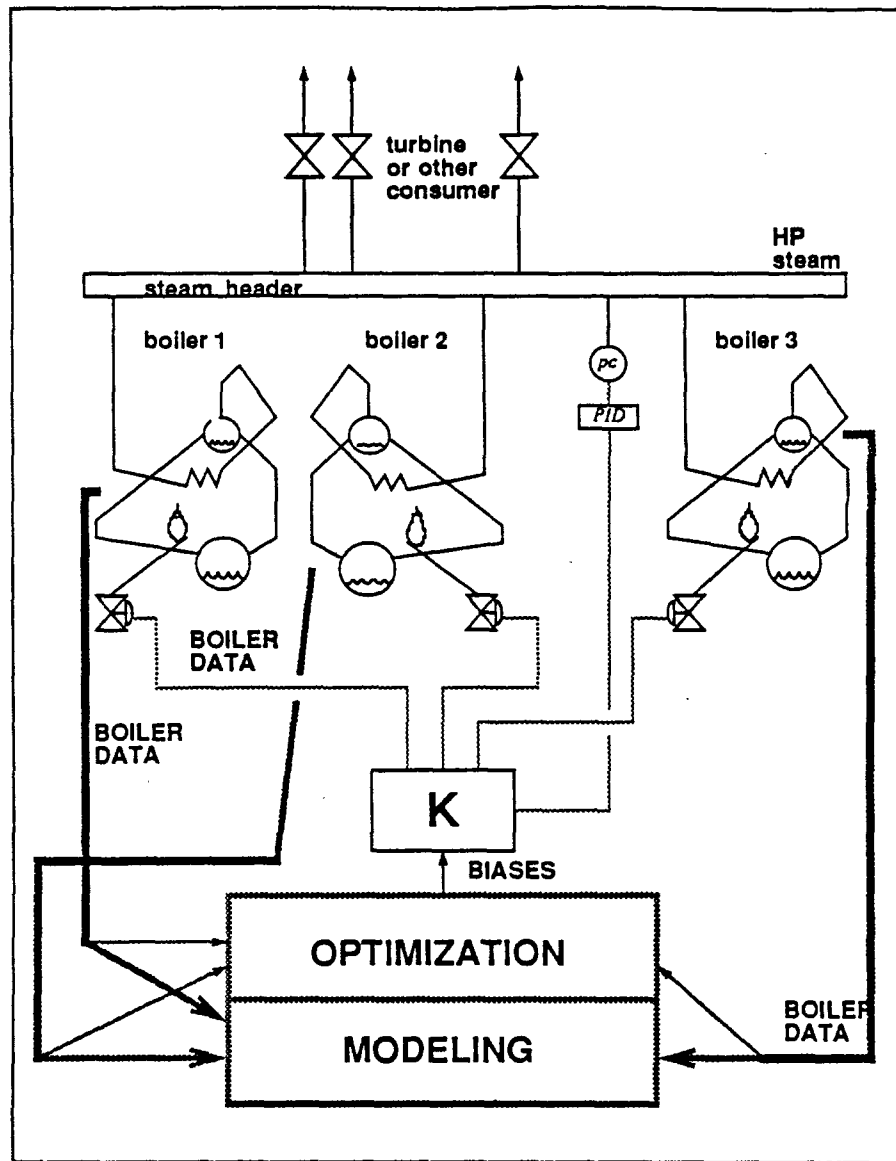 turbine
or other
consumer
HP
steam
steam header
boiler 1
boiler 2
boiler 3
pc
PID
BOILER
DATA
BOILER
DATA
K
BIASES
OPTIMIZATION
BOILER
DATA
MODELING